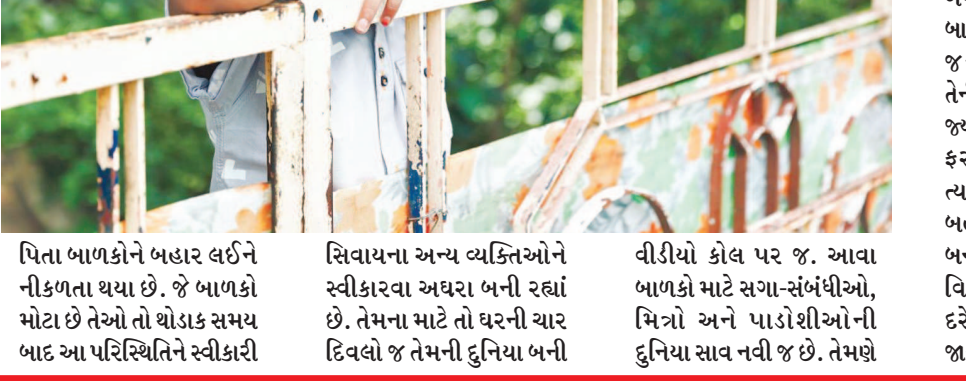 પિતા બાળકોને બહાર લઈને
નીકળતા થયા છે. જે બાળકો
મોટા છે તેઓ તો થોડાક સમય
બાદ આ પરિસ્થિતિને સ્વીકારી
સિવાયના અન્ય વ્યક્તિઓને
સ્વીકારવા અઘરા બની રહ્યાં
છે. તેમના માટે તો ઘરની ચાર
દિવલો જ તેમની દુનિયા બની
વીડીયો કોલ પર જ. આવા
બાળકો માટે સગા-સંબંધીઓ,
મિત્રો અને પાડોશીઓની
દુનિયા સાવ નવી જ છે. તેમણે